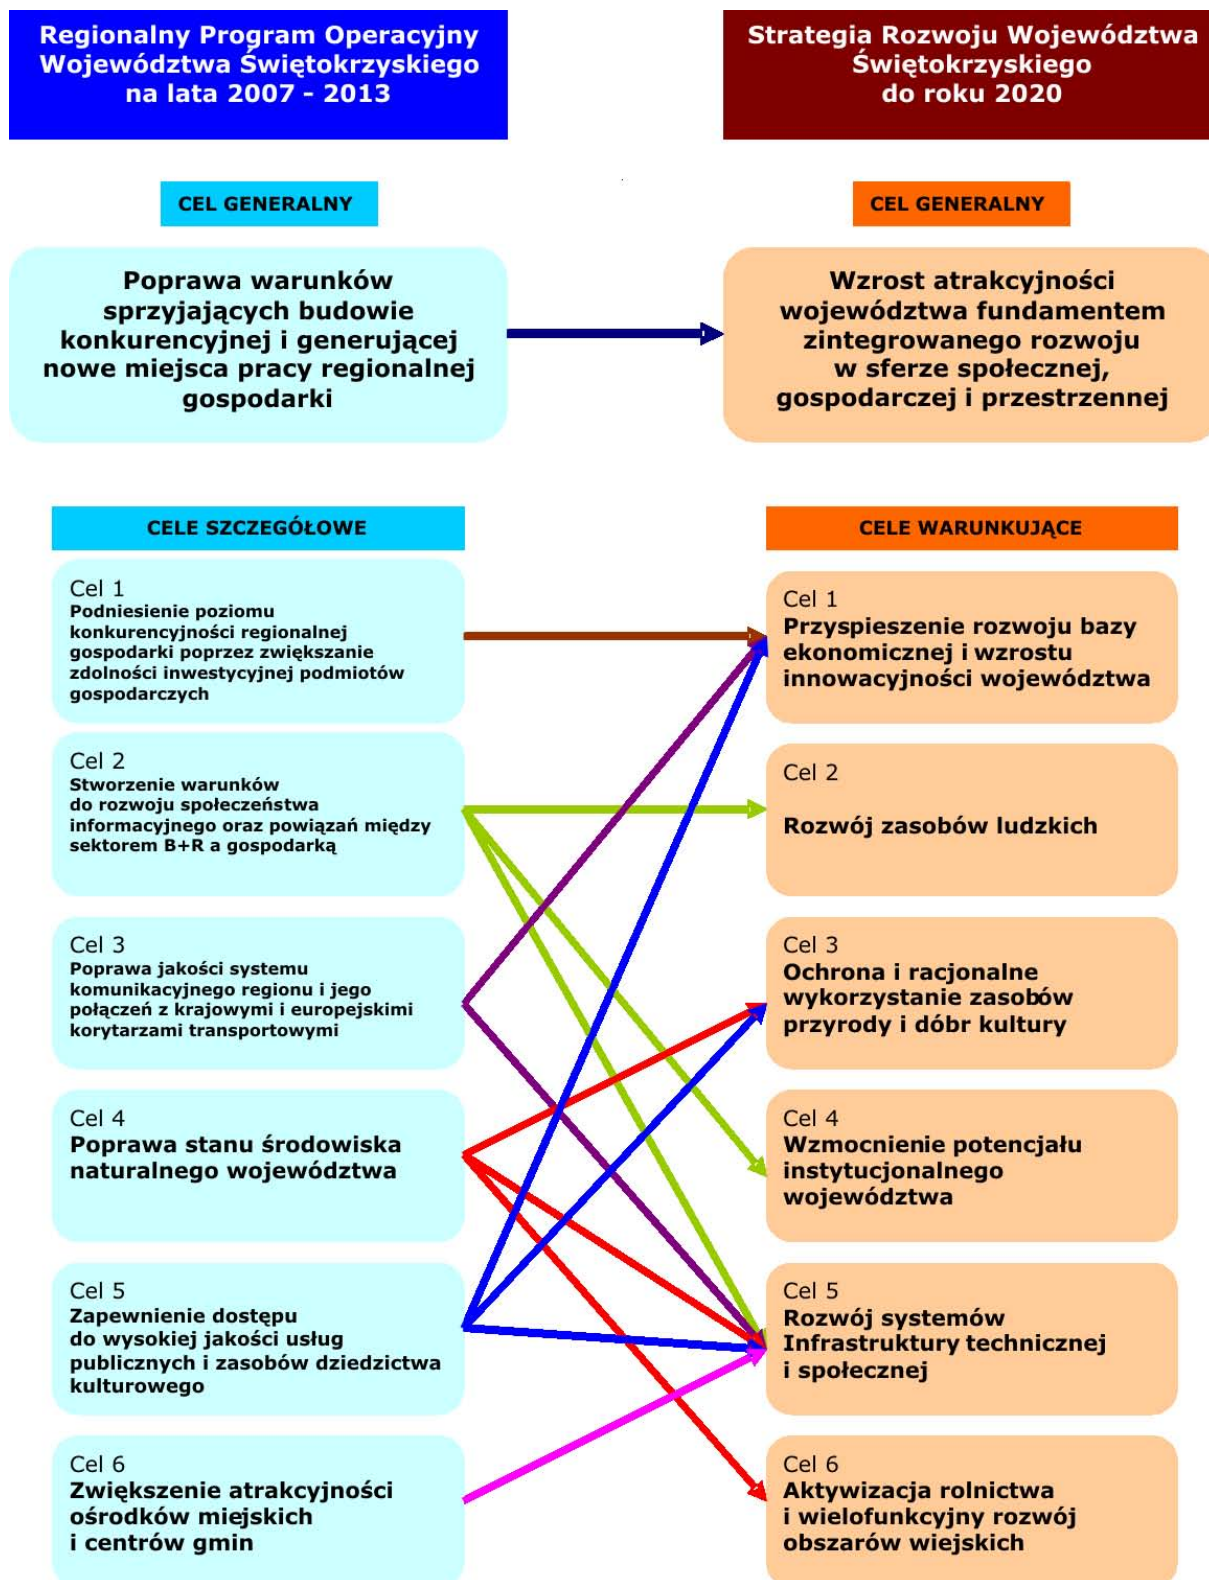 Regionalny Program Operacyjny
Województwa Świętokrzyskiego
na lata 2007 - 2013
Strategia Rozwoju Województwa
Świętokrzyskiego
do roku 2020
CEL GENERALNY
CEL GENERALNY
Poprawa warunków
sprzyjających budowie
konkurencyjnej i generującej
nowe miejsca pracy regionalnej
gospodarki
Wzrost atrakcyjności
województwa fundamentem
zintegrowanego rozwoju
w sferze społecznej,
gospodarczej i przestrzennej
CELE SZCZEGÓŁOWE
Cel 1
Podniesienie poziomu
konkurencyjności regionalnej
gospodarki poprzez zwiększanie
zdolności inwestycyjnej podmiotów
gospodarczych
Cel 2
Stworzenie warunków
do rozwoju społeczeństwa
informacyjnego oraz powiązań między
sektorem B+R a gospodarką
Cel 3
Poprawa jakości systemu
komunikacyjnego regionu i jego
połączeń z krajowymi i europejskimi
korytarzami transportowymi
Cel 4
Poprawa stanu środowiska
naturalnego województwa
Cel 5
Zapewnienie dostępu
do wysokiej jakości usług
publicznych i zasobów dziedzictwa
kulturowego
Cel 6
Zwiększenie atrakcyjności
ośrodków miejskich
i centrów gmin
CELE WARUNKUJĄCE
Cel 1
Przyspieszenie rozwoju bazy
ekonomicznej i wzrostu
innowacyjności województwa
Cel 2
Rozwój zasobów ludzkich
Cel 3
Ochrona i racjonalne
wykorzystanie zasobów
przyrody i dóbr kultury
Cel 4
Wzmocnienie potencjału
instytucjonalnego
województwa
Cel 5
Rozwój systemów
Infrastruktury technicznej
i społecznej
Cel 6
Aktywizacja rolnictwa
i wielofunkcyjny rozwój
obszarów wiejskich